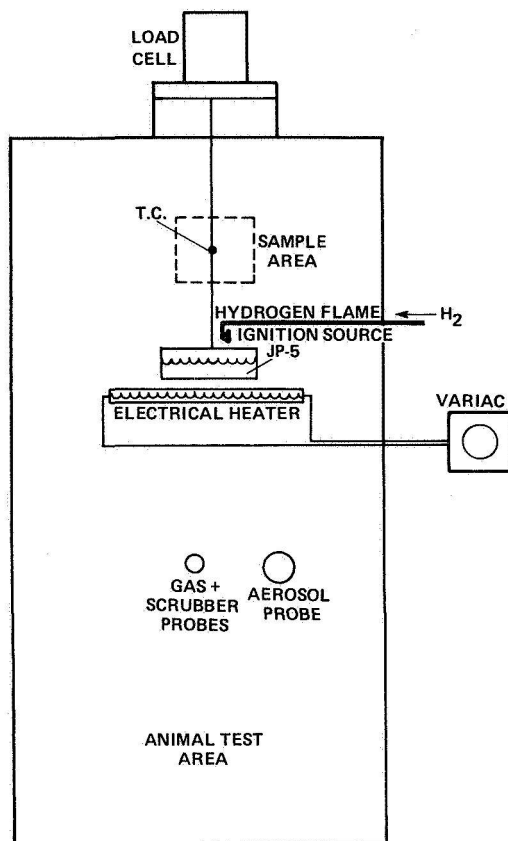 LOAD
CELL
T.C.
SAMPLE
AREA
HYDROGEN FLAME
H2
IGNITION SOURCE
JP-5
ELECTRICAL HEATER
VARIAC
GAS +
SCRUBBER
PROBES
AEROSOL
PROBE
ANIMAL TEST
AREA